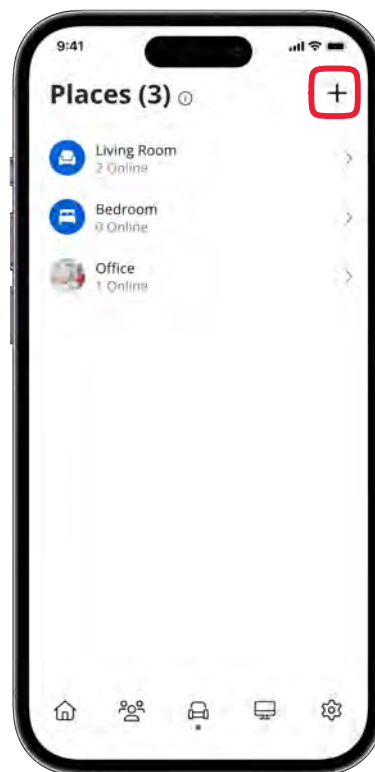 9:41
Places (3)
Living Room
2 Online
Bedroom
0 Online
Office
1 Online